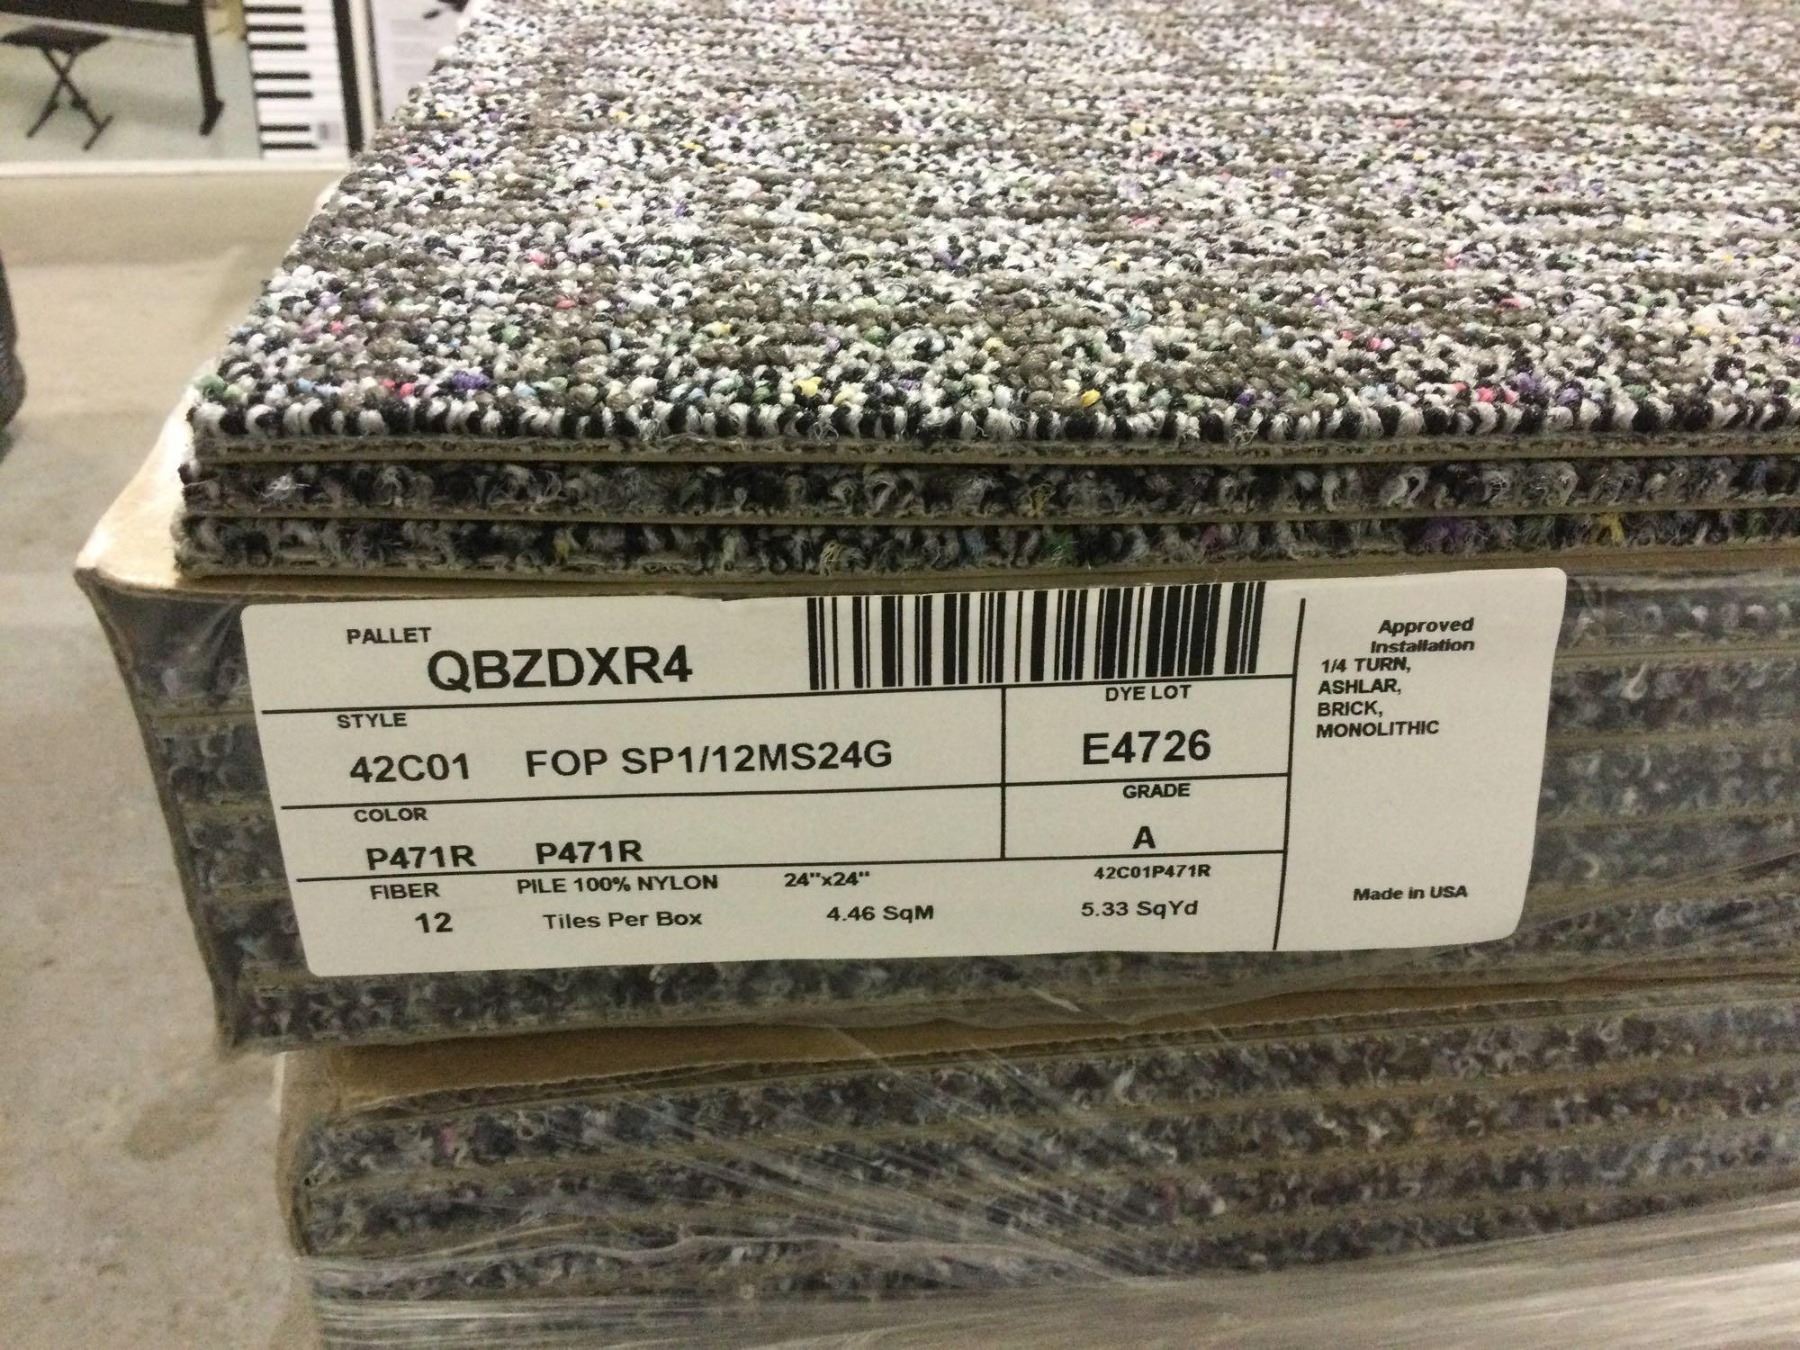 PALLET
QBZDXR4
STYLE
42C01 FOP SP1/12MS24G
DYE LOT
E4726
COLOR
P471R P471R
GRADE
A
FIBER PILE 100% NYLON 24"x24" 42C01P471R
12 Tiles Per Box 4.46 SqM 5.33 SqYd
Approved
Installation
1/4 TURN,
ASHLAR,
BRICK,
MONOLITHIC
Made in USA